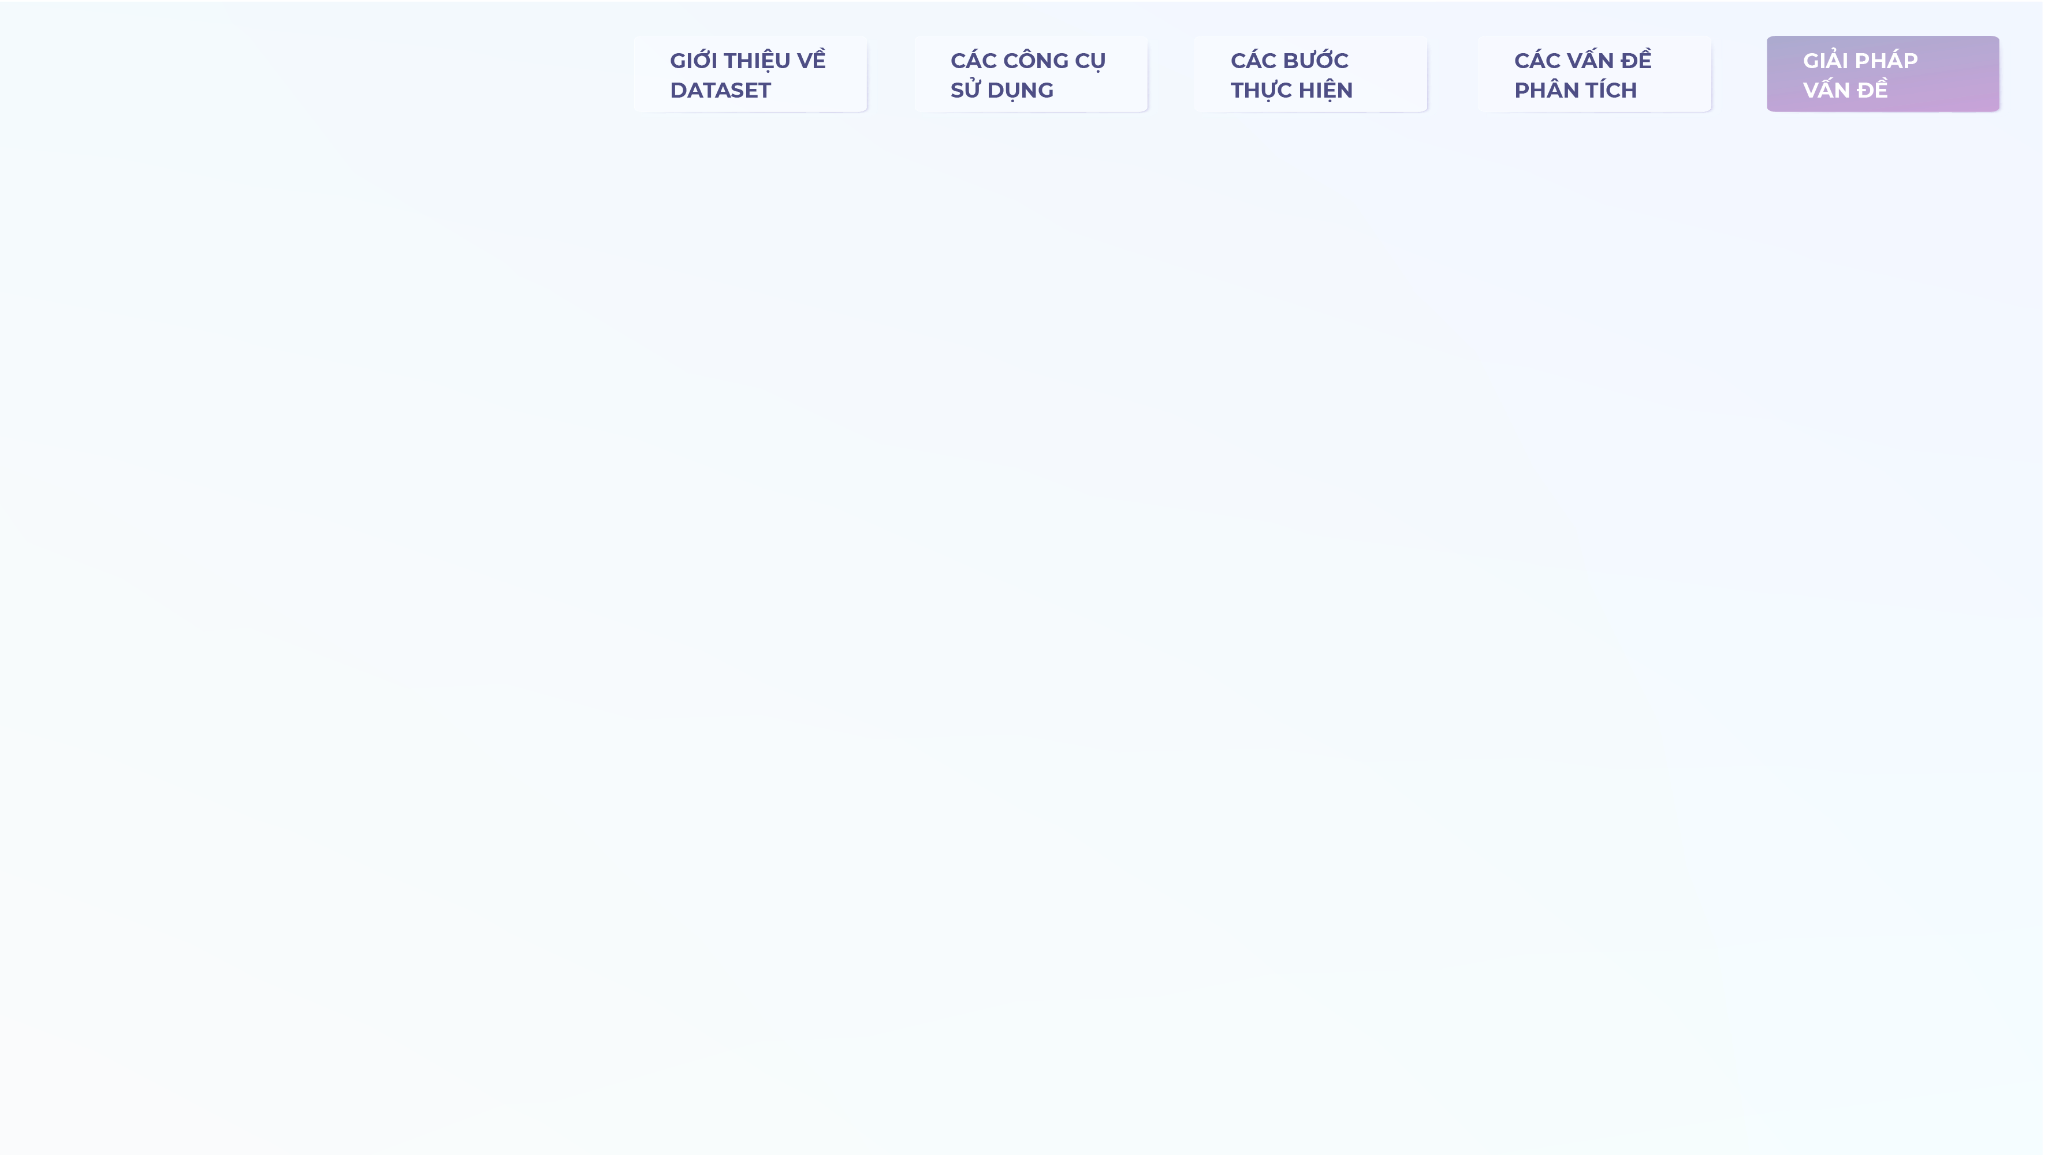 GIỚI THIỆU VỀ
DATASET
CÁC CÔNG CỤ
SỬ DỤNG
CÁC BƯỚC
THỰC HIỆN
CÁC VẤN ĐỀ
PHÂN TÍCH
GIẢI PHÁP
VẤN ĐỀ